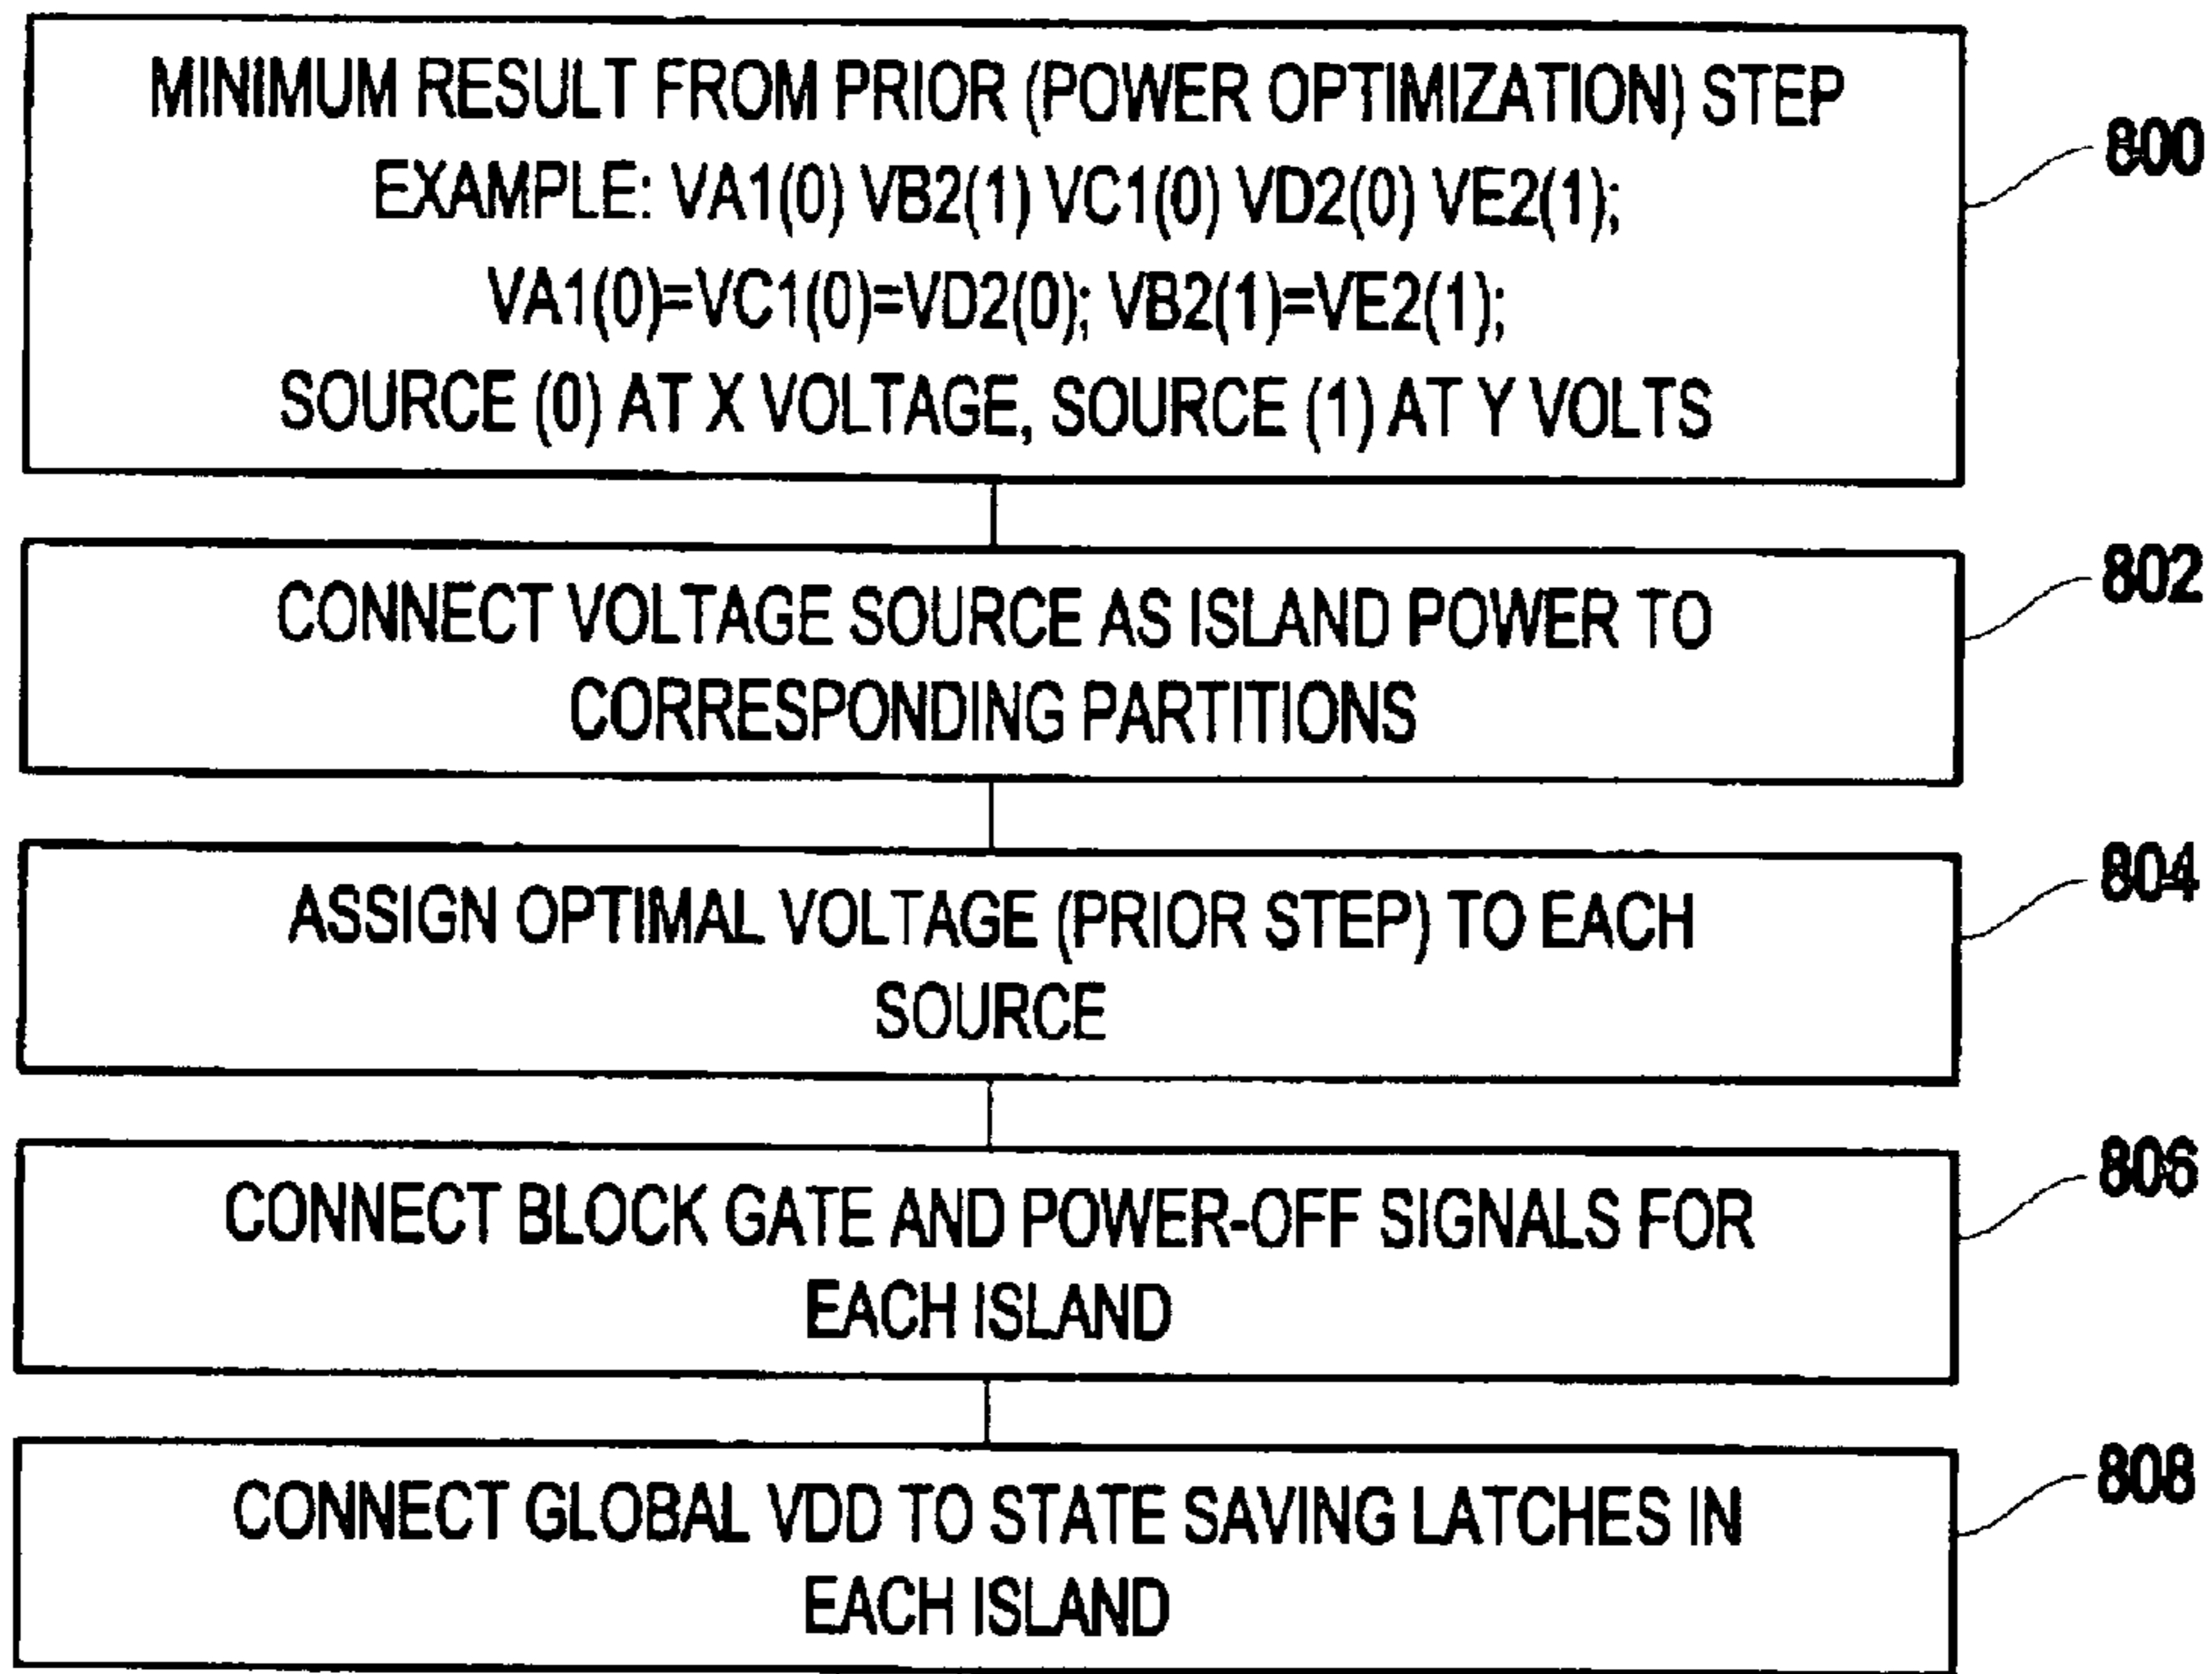 MINIMUM RESULT FROM PRIOR (POWER OPTIMIZATION) STEP
EXAMPLE: VA1(0) VB2(1) VC1(0) VD2(0) VE2(1);
VA1(0)=VC1(0)=VD2(0); VB2(1)=VE2(1);
SOURCE (0) AT X VOLTAGE, SOURCE (1) AT Y VOLTS
800
CONNECT VOLTAGE SOURCE AS ISLAND POWER TO
CORRESPONDING PARTITIONS
802
ASSIGN OPTIMAL VOLTAGE (PRIOR STEP) TO EACH
SOURCE
804
CONNECT BLOCK GATE AND POWER-OFF SIGNALS FOR
EACH ISLAND
806
CONNECT GLOBAL VDD TO STATE SAVING LATCHES IN
EACH ISLAND
808